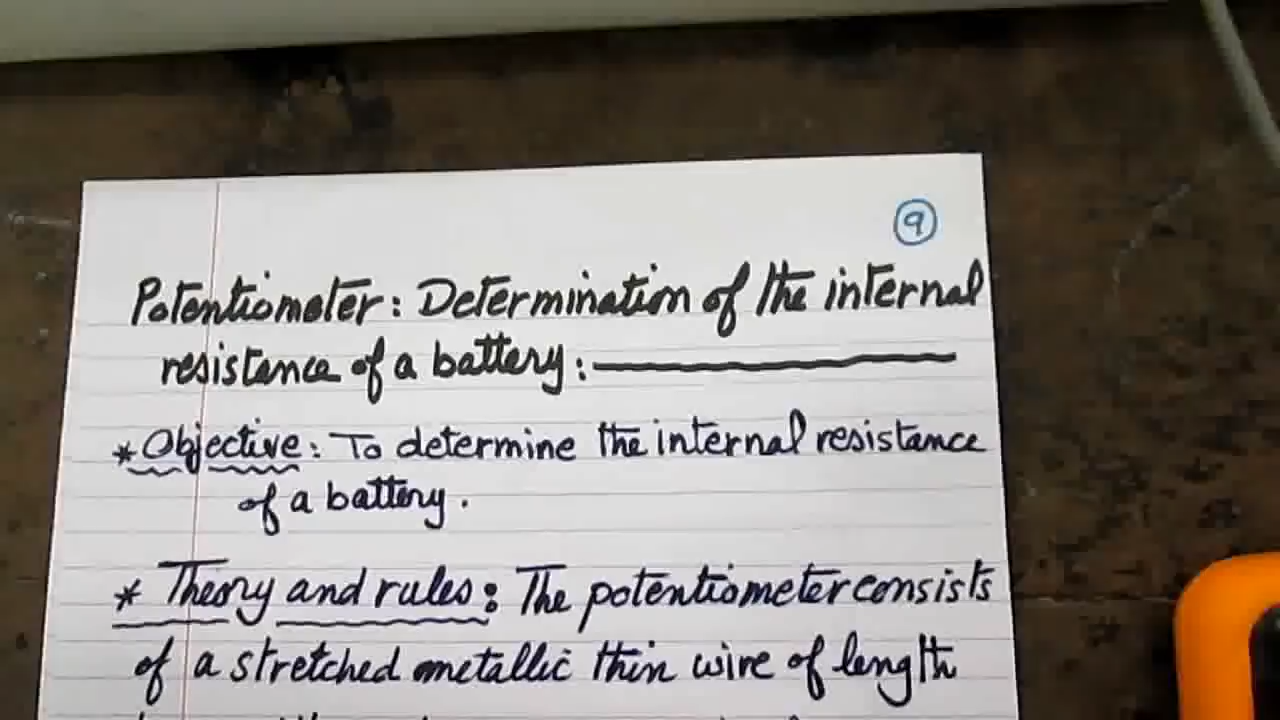 9
Potentiometer: Determination of the internal
resistance of a battery:
* Objective: To determine the internal resistance
of a battery.
* Theory and rules: The potentiometer consists
of a stretched metallic thin wire of length